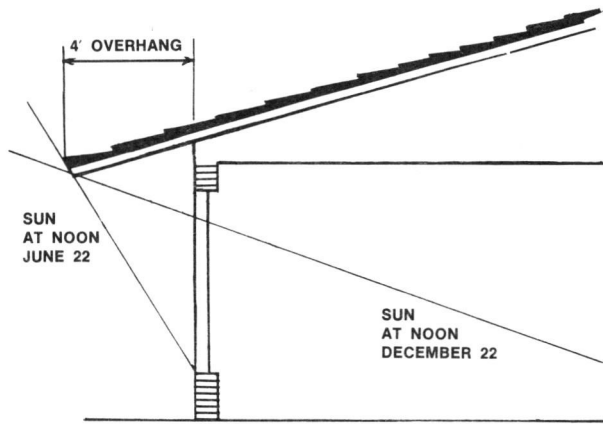 4' OVERHANG
SUN
AT NOON
JUNE 22
SUN
AT NOON
DECEMBER 22